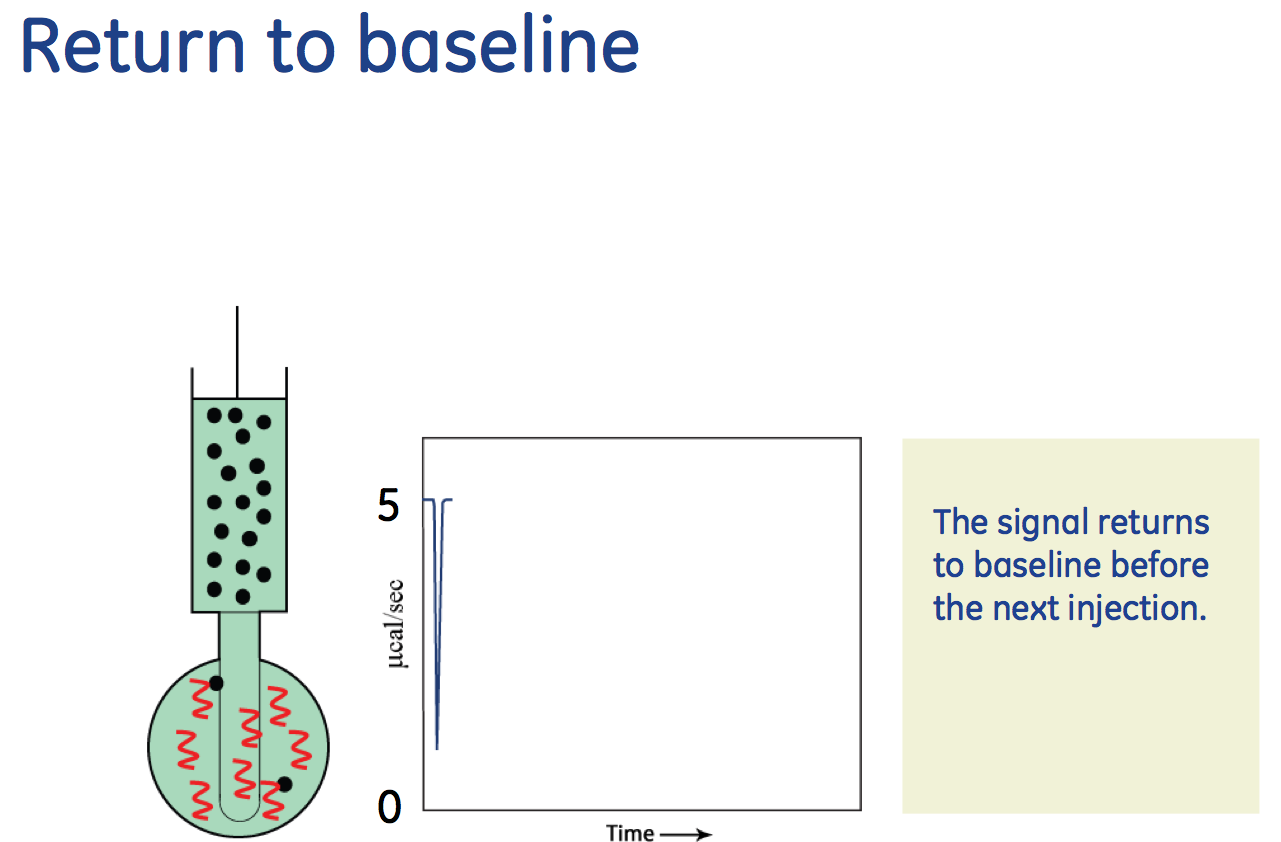 Return to baseline
5
µcal/sec
0
Time
The signal returns
to baseline before
the next injection.